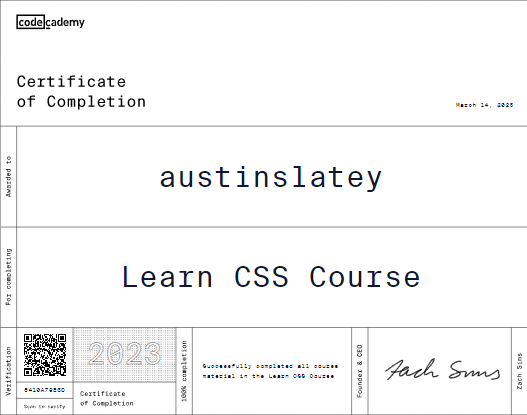 codecademy
Certificate
of Completion
March 14, 2023
Awarded to
austinslatey
For completing
Learn CSS Course
Verification
6410A79E6D
Scan to verify
2023
Certificate
of Completion
100% completion
Successfully completed all course
material in the Learn CSS Course
Founder & CEO
Zach Sims
Zach Sims